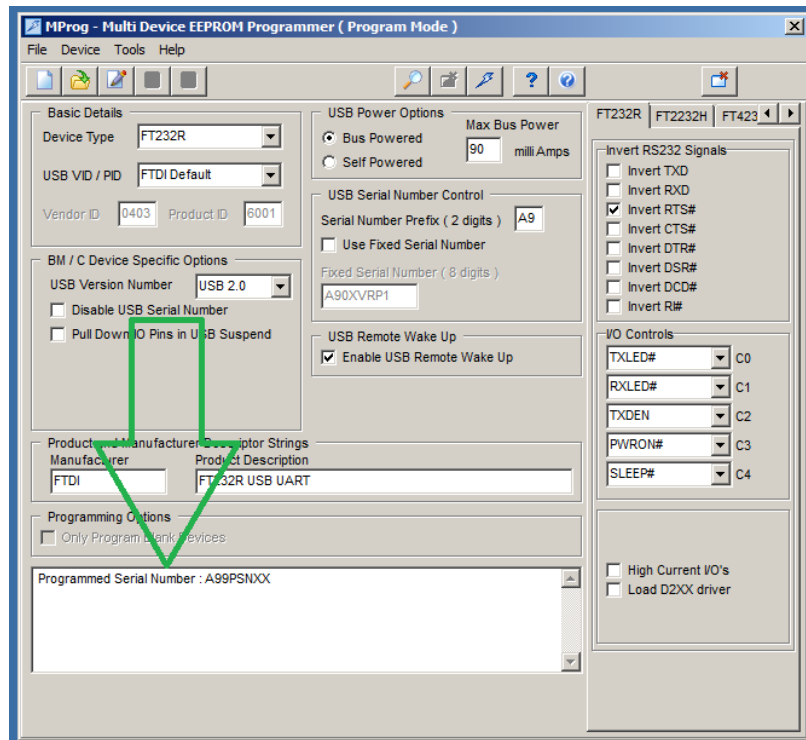 MProg - Multi Device EEPROM Programmer ( Program Mode )
File Device Tools Help
Basic Details
Device Type FT232R
USB VID / PID FTDI Default
Vendor ID 0403 Product ID 6001
BM / C Device Specific Options
USB Version Number USB 2.0
Disable USB Serial Number
Pull Down IO Pins in USB Suspend
USB Power Options
Bus Powered
Self Powered
Max Bus Power
90 milli Amps
USB Serial Number Control
Serial Number Prefix ( 2 digits ) A9
Use Fixed Serial Number
Fixed Serial Number ( 8 digits )
A90XVRP1
USB Remote Wake Up
Enable USB Remote Wake Up
Product and Manufacturer Descriptor Strings
Manufacturer Product Description
FTDI FT232R USB UART
Programming Options
Only Program Blank Devices
Programmed Serial Number : A99PSNXX
FT232R FT2232H FT423
Invert RS232 Signals
Invert TXD
Invert RXD
Invert RTS#
Invert CTS#
Invert DTR#
Invert DSR#
Invert DCD#
Invert RI#
I/O Controls
TXLED# C0
RXLED# C1
TXDEN C2
PWRON# C3
SLEEP# C4
High Current I/O's
Load D2XX driver